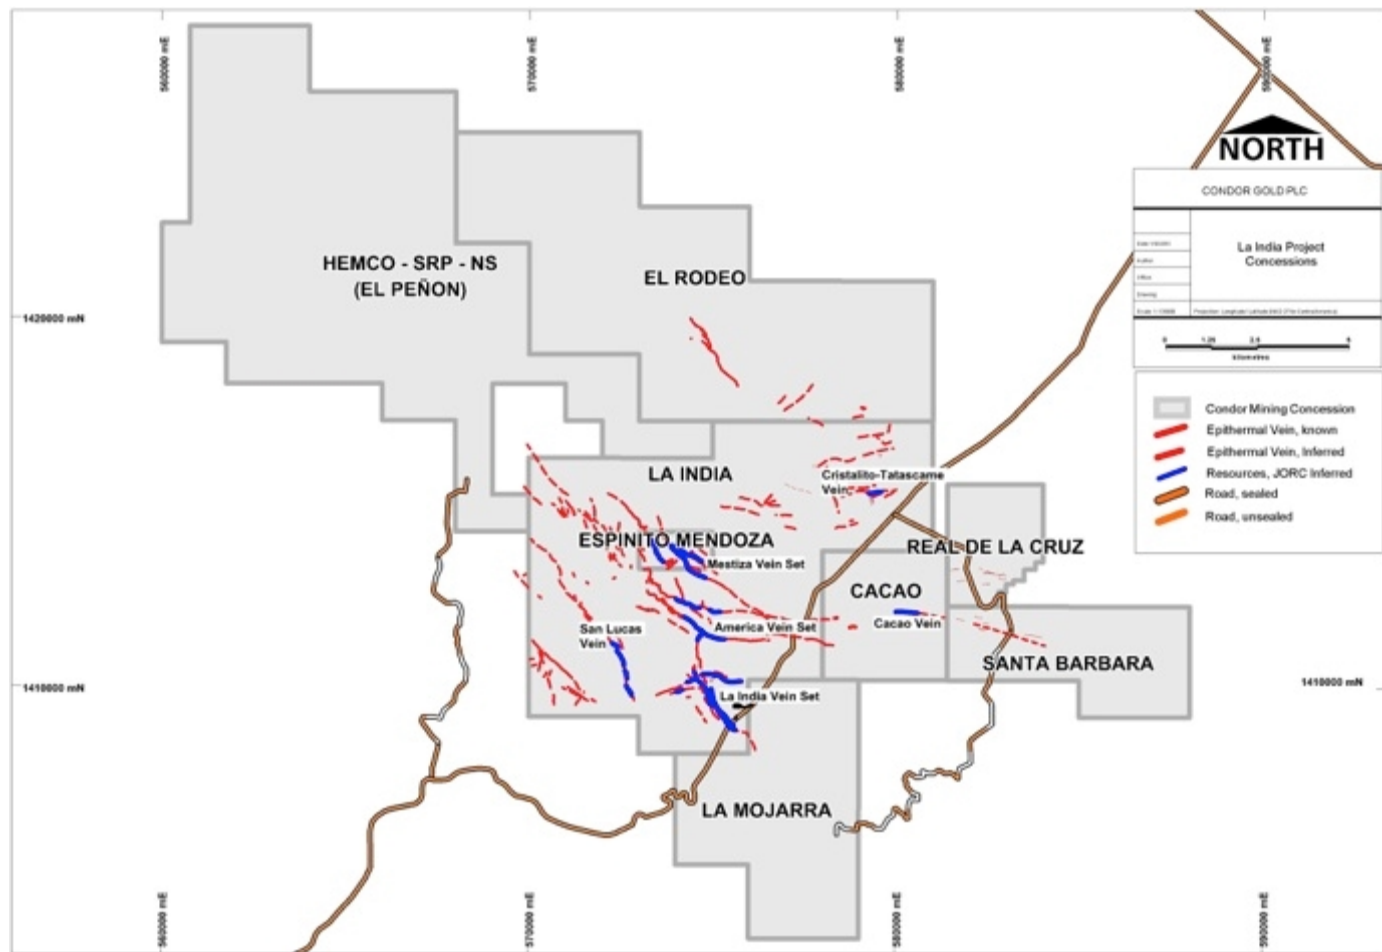 560000 mE
570000 mE
580000 mE
590000 mE
NORTH
CONDOR GOLD PLC
La India Project
Concessions
kilometres
Condor Mining Concession
Epithermal Vein, known
Epithermal Vein, Inferred
Resources, JORC Inferred
Road, sealed
Road, unsealed
HEMCO - SRP - NS
(EL PEÑON)
EL RODEO
1420000 mN
LA INDIA
Cristalito-Tatascame
Vein
ESPINITO MENDOZA
REAL DE LA CRUZ
Mestiza Vein Set
CACAO
San Lucas
Vein
America Vein Set
Cacao Vein
SANTA BARBARA
1410000 mN
1410000 mN
La India Vein Set
LA MOJARRA
560000 mE
570000 mE
580000 mE
590000 mE